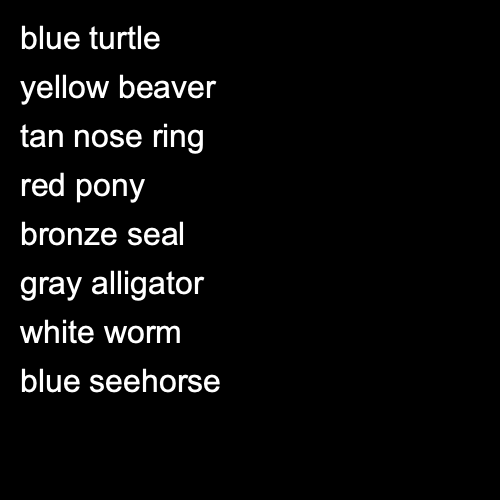 blue turtle
yellow beaver
tan nose ring
red pony
bronze seal
gray alligator
white worm
blue seehorse